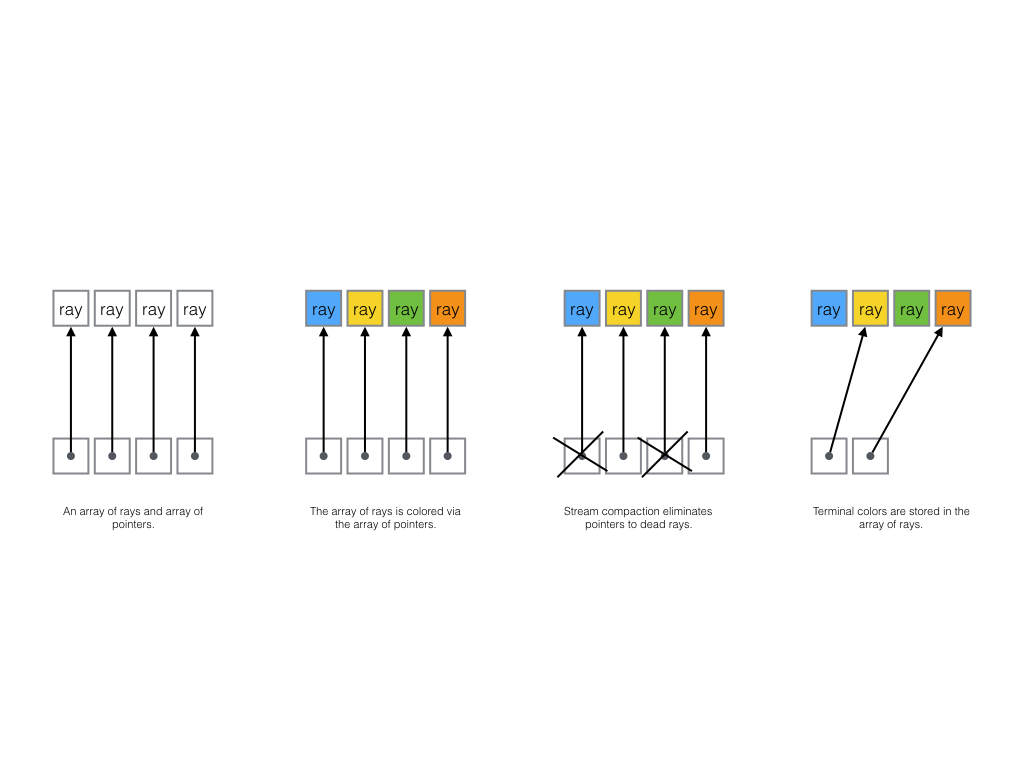 ray ray ray ray
ray ray ray ray
ray ray ray ray
ray ray ray ray
An array of rays and array of
pointers.
The array of rays is colored via
the array of pointers.
Stream compaction eliminates
pointers to dead rays.
Terminal colors are stored in the
array of rays.